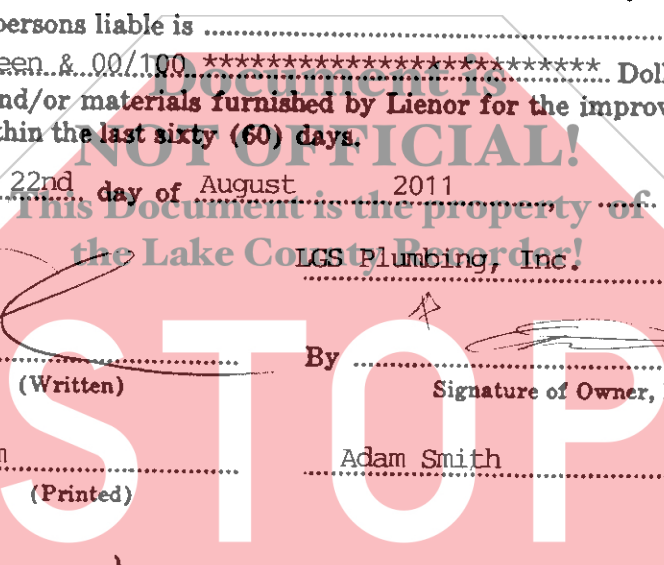 persons liable is
een & 00/100 ************************* Doll
Document is
nd/or materials furnished by Lienor for the improv
thin the last sixty (60) days.
NOT OFFICIAL!
22nd day of August 2011
This Document is the property of
the Lake County Recorder!
LGS Plumbing, Inc.
STOP
By
(Written)
Signature of Owner,
n
Adam Smith
(Printed)